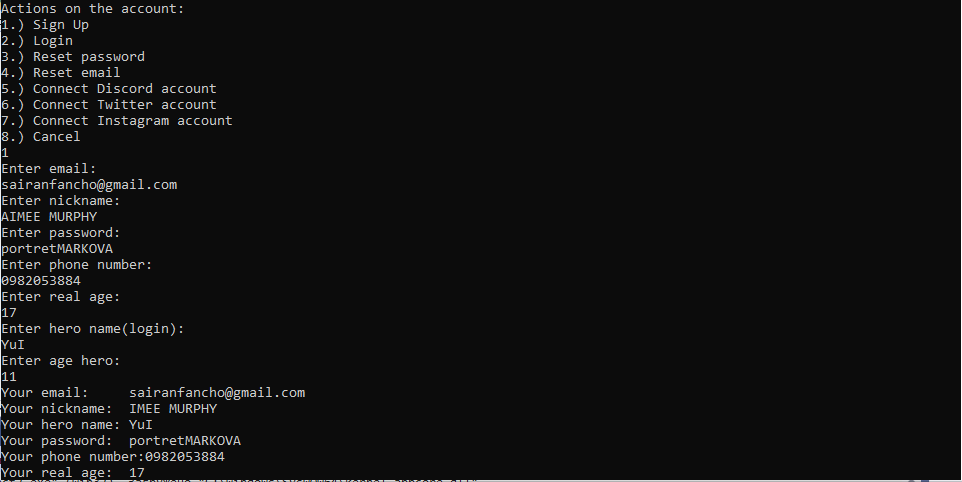 Actions on the account:
1.) Sign Up
2.) Login
3.) Reset password
4.) Reset email
5.) Connect Discord account
6.) Connect Twitter account
7.) Connect Instagram account
8.) Cancel
1
Enter email:
sairanfancho@gmail.com
Enter nickname:
AIMEE MURPHY
Enter password:
portretMARKOVA
Enter phone number:
0982053884
Enter real age:
17
Enter hero name(login):
YuI
Enter age hero:
11
Your email:     sairanfancho@gmail.com
Your nickname:  IMEE MURPHY
Your hero name: YuI
Your password:  portretMARKOVA
Your phone number:0982053884
Your real age:  17